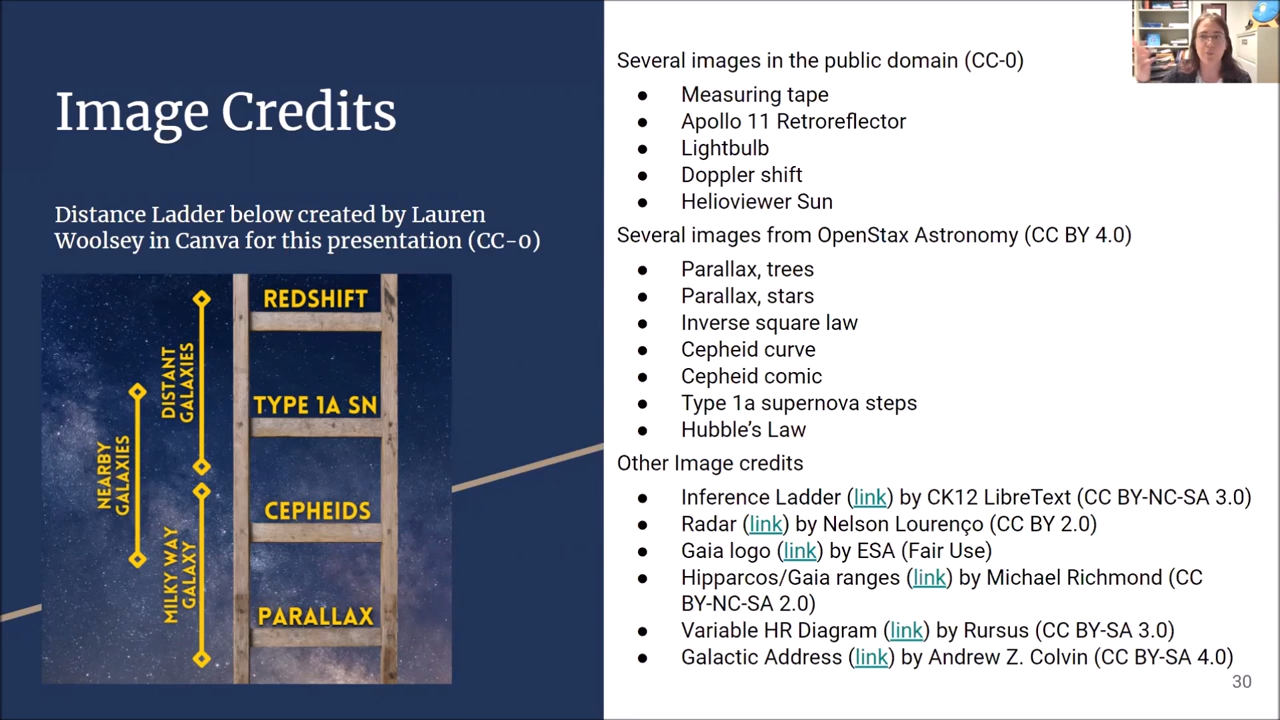 Image Credits
Distance Ladder below created by Lauren
Woolsey in Canva for this presentation (CC-0)
REDSHIFT
DISTANT
GALAXIES
TYPE 1A SN
NEARBY
GALAXIES
CEPHEIDS
MILKY WAY
GALAXY
PARALLAX
Several images in the public domain (CC-0)
● Measuring tape
● Apollo 11 Retroreflector
● Lightbulb
● Doppler shift
● Helioviewer Sun
Several images from OpenStax Astronomy (CC BY 4.0)
● Parallax, trees
● Parallax, stars
● Inverse square law
● Cepheid curve
● Cepheid comic
● Type 1a supernova steps
● Hubble’s Law
Other Image credits
● Inference Ladder (link) by CK12 LibreText (CC BY-NC-SA 3.0)
● Radar (link) by Nelson Lourenço (CC BY 2.0)
● Gaia logo (link) by ESA (Fair Use)
● Hipparcos/Gaia ranges (link) by Michael Richmond (CC
BY-NC-SA 2.0)
● Variable HR Diagram (link) by Rursus (CC BY-SA 3.0)
● Galactic Address (link) by Andrew Z. Colvin (CC BY-SA 4.0)
30